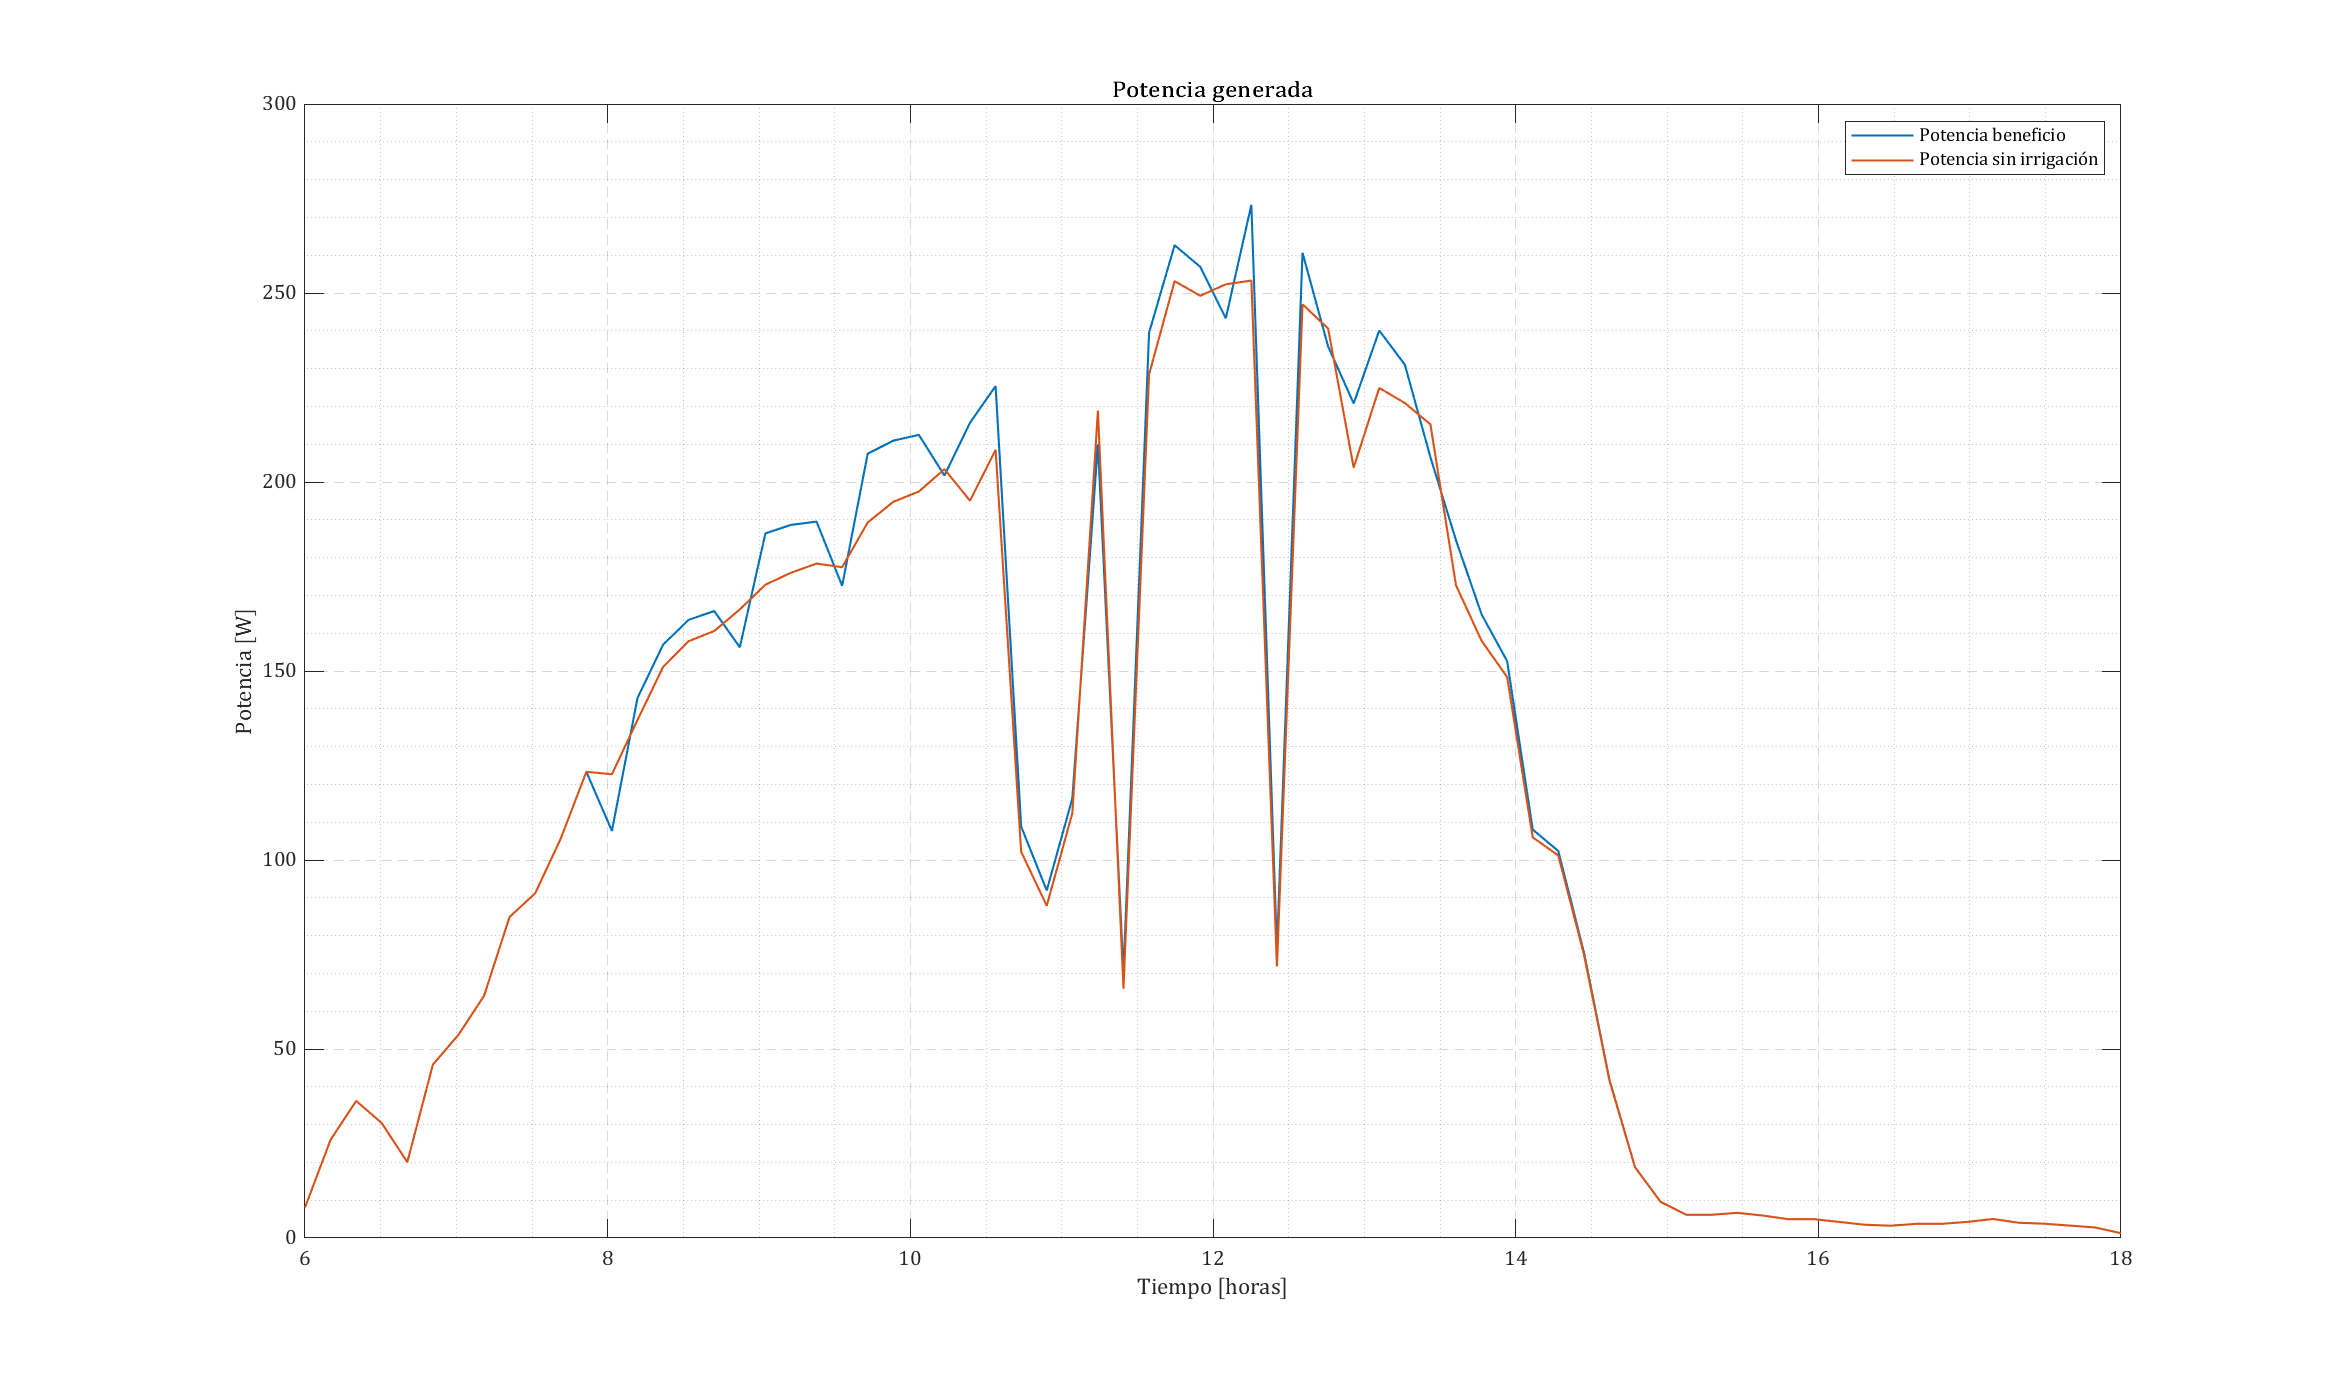 Potencia generada
300
250
200
150
100
50
0
Potencia [W]
Potencia beneficio
Potencia sin irrigación
6 8 10 12 14 16 18
Tiempo [horas]